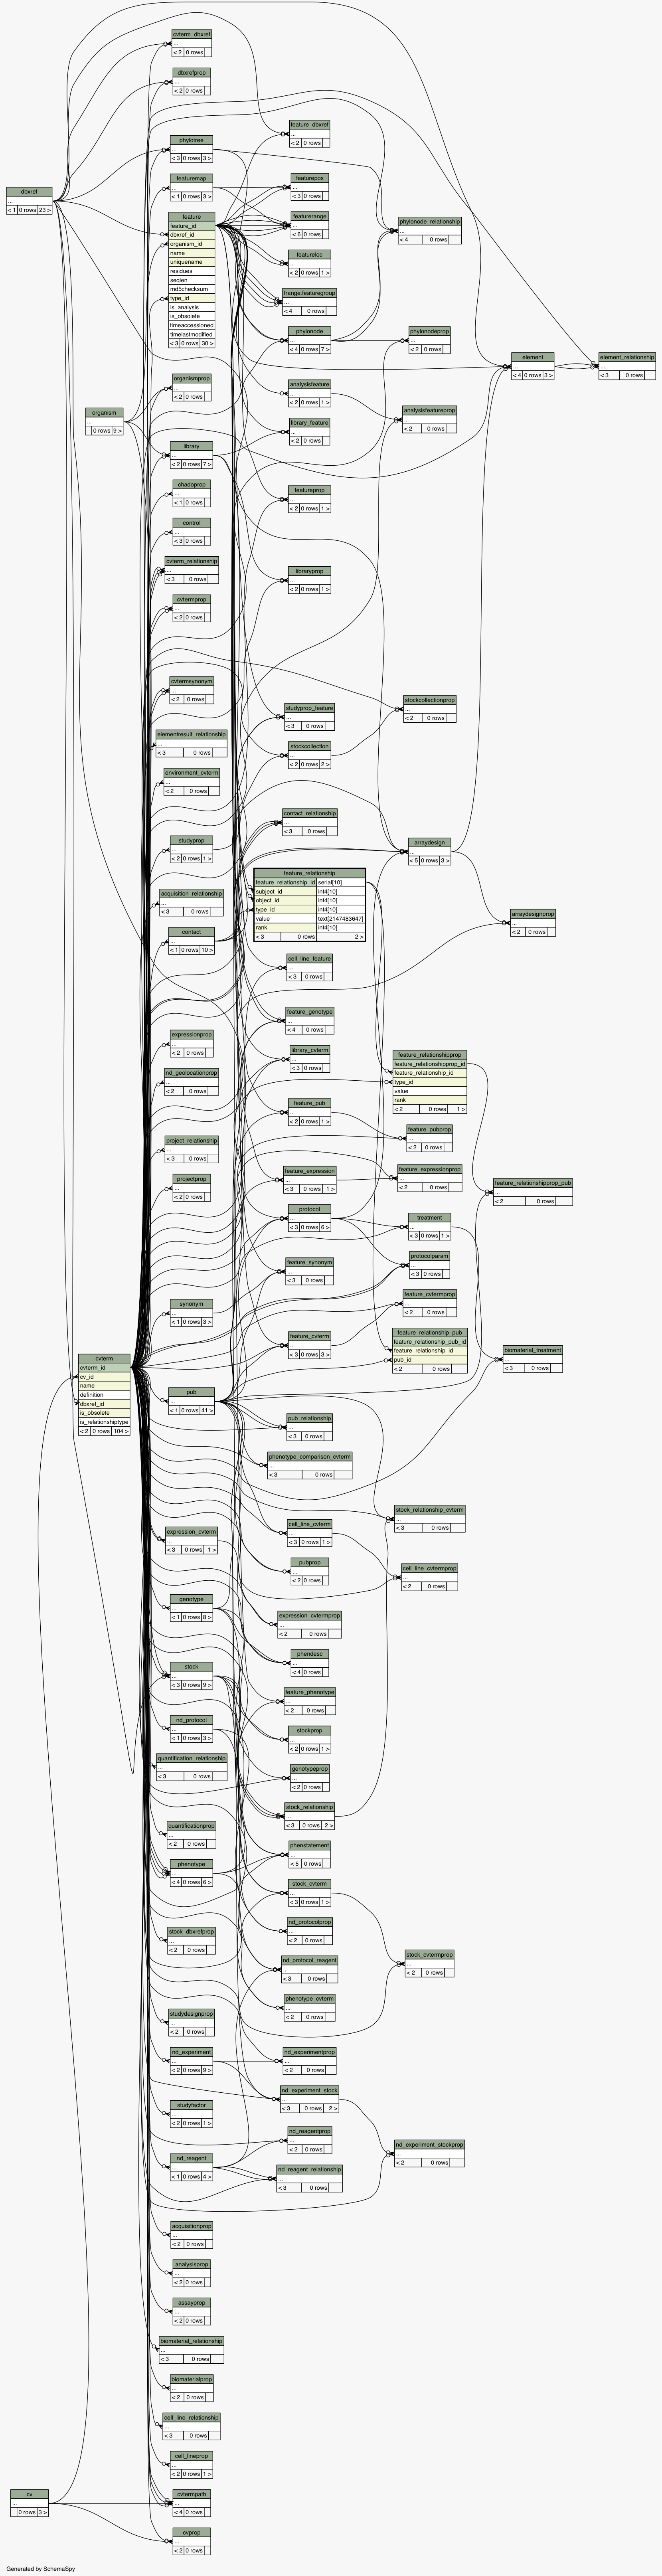 cvterm_dbxref
...
< 2 0 rows
dbxrefprop
...
< 2 0 rows
feature_dbxref
...
< 2 0 rows
phylotree
...
< 3 0 rows 3 >
dbxref
...
< 1 0 rows 23 >
featuremap
...
< 1 0 rows 3 >
featurepos
...
< 3 0 rows
feature
feature_id
dbxref_id
organism_id
name
uniquename
residues
seqlen
md5checksum
type_id
is_analysis
is_obsolete
timeaccessioned
timelastmodified
< 3 0 rows 30 >
featurerange
...
< 6 0 rows
phylonode_relationship
...
< 4 0 rows
featureloc
...
< 2 0 rows 1 >
frange.featuregroup
...
< 4 0 rows
phylonode
...
< 4 0 rows 7 >
phylonodeprop
...
< 2 0 rows
element
...
< 4 0 rows 3 >
element_relationship
...
< 3 0 rows
organismprop
...
< 2 0 rows
analysisfeature
...
< 2 0 rows 1 >
organism
...
0 rows 9 >
analysisfeatureprop
...
< 2 0 rows
library_feature
...
< 2 0 rows
library
...
< 2 0 rows 7 >
chadoprop
...
< 1 0 rows
featureprop
...
< 2 0 rows 1 >
control
...
< 3 0 rows
cvterm_relationship
...
< 3 0 rows
libraryprop
...
< 2 0 rows 1 >
cvtermprop
...
< 2 0 rows
cvtermsynonym
...
< 2 0 rows
stockcollectionprop
...
< 2 0 rows
studyprop_feature
...
< 3 0 rows
elementresult_relationship
...
< 3 0 rows
stockcollection
...
< 2 0 rows 2 >
environment_cvterm
...
< 2 0 rows
contact_relationship
...
< 3 0 rows
studyprop
...
< 2 0 rows 1 >
arraydesign
...
< 5 0 rows 3 >
feature_relationship
feature_relationship_id serial[10]
subject_id int4[10]
object_id int4[10]
type_id int4[10]
value text[2147483647]
rank int4[10]
< 3 0 rows 2 >
acquisition_relationship
...
< 3 0 rows
arraydesignprop
...
< 2 0 rows
contact
...
< 1 0 rows 10 >
cell_line_feature
...
< 3 0 rows
feature_genotype
...
< 4 0 rows
expressionprop
...
< 2 0 rows
library_cvterm
...
< 3 0 rows
feature_relationshipprop
feature_relationshipprop_id
feature_relationship_id
type_id
value
rank
< 2 0 rows 1 >
nd_geolocationprop
...
< 2 0 rows
feature_pub
...
< 2 0 rows 1 >
feature_pubprop
...
< 2 0 rows
project_relationship
...
< 3 0 rows
feature_expression
...
< 3 0 rows 1 >
feature_expressionprop
...
< 2 0 rows
projectprop
...
< 2 0 rows
feature_relationshipprop_pub
...
< 2 0 rows
protocol
...
< 3 0 rows 6 >
treatment
...
< 3 0 rows 1 >
protocolparam
...
< 3 0 rows
feature_synonym
...
< 3 0 rows
feature_cvtermprop
...
< 2 0 rows
synonym
...
< 1 0 rows 3 >
feature_cvterm
...
< 3 0 rows 3 >
feature_relationship_pub
feature_relationship_pub_id
feature_relationship_id
pub_id
< 2 0 rows
biomaterial_treatment
...
< 3 0 rows
cvterm
cvterm_id
cv_id
name
definition
dbxref_id
is_obsolete
is_relationshiptype
< 2 0 rows 104 >
pub
...
< 1 0 rows 41 >
pub_relationship
...
< 3 0 rows
phenotype_comparison_cvterm
...
< 3 0 rows
stock_relationship_cvterm
...
< 3 0 rows
expression_cvterm
...
< 3 0 rows 1 >
cell_line_cvterm
...
< 3 0 rows 1 >
pubprop
...
< 2 0 rows
cell_line_cvtermprop
...
< 2 0 rows
genotype
...
< 1 0 rows 8 >
expression_cvtermprop
...
< 2 0 rows
phendesc
...
< 4 0 rows
stock
...
< 3 0 rows 9 >
feature_phenotype
...
< 2 0 rows
nd_protocol
...
< 1 0 rows 3 >
stockprop
...
< 2 0 rows 1 >
quantification_relationship
...
< 3 0 rows
genotypeprop
...
< 2 0 rows
stock_relationship
...
< 3 0 rows 2 >
quantificationprop
...
< 2 0 rows
phenstatement
...
< 5 0 rows
phenotype
...
< 4 0 rows 6 >
stock_cvterm
...
< 3 0 rows 1 >
nd_protocolprop
...
< 2 0 rows
stock_dbxrefprop
...
< 2 0 rows
nd_protocol_reagent
...
< 3 0 rows
stock_cvtermprop
...
< 2 0 rows
phenotype_cvterm
...
< 2 0 rows
studydesignprop
...
< 2 0 rows
nd_experiment
...
< 2 0 rows 9 >
nd_experimentprop
...
< 2 0 rows
nd_experiment_stock
...
< 3 0 rows 2 >
studyfactor
...
< 2 0 rows 1 >
nd_reagentprop
...
< 2 0 rows
nd_experiment_stockprop
...
< 2 0 rows
nd_reagent
...
< 1 0 rows 4 >
nd_reagent_relationship
...
< 3 0 rows
acquisitionprop
...
< 2 0 rows
analysisprop
...
< 2 0 rows
assayprop
...
< 2 0 rows
biomaterial_relationship
...
< 3 0 rows
biomaterialprop
...
< 2 0 rows
cell_line_relationship
...
< 3 0 rows
cell_lineprop
...
< 2 0 rows 1 >
cv
...
0 rows 3 >
cvtermpath
...
< 4 0 rows
cvprop
...
< 2 0 rows
Generated by SchemaSpy